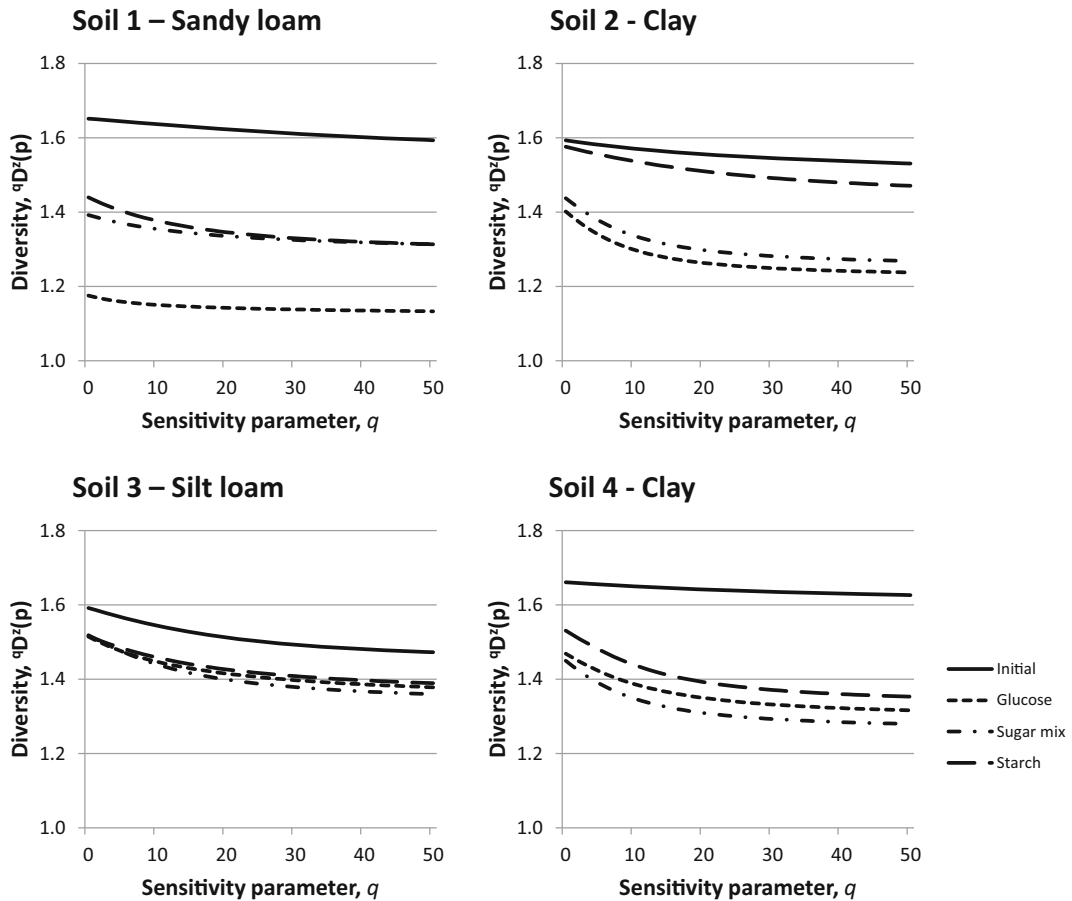 Soil 1 – Sandy loam
1.8
1.6
1.4
1.2
1.0
Diversity, qDz(p)
0 10 20 30 40 50
Sensitivity parameter, q
Soil 2 - Clay
1.8
1.6
1.4
1.2
1.0
Diversity, qDz(p)
0 10 20 30 40 50
Sensitivity parameter, q
Soil 3 – Silt loam
1.8
1.6
1.4
1.2
1.0
Diversity, qDz(p)
0 10 20 30 40 50
Sensitivity parameter, q
Soil 4 - Clay
1.8
1.6
1.4
1.2
1.0
Diversity, qDz(p)
0 10 20 30 40 50
Sensitivity parameter, q
Initial
Glucose
Sugar mix
Starch